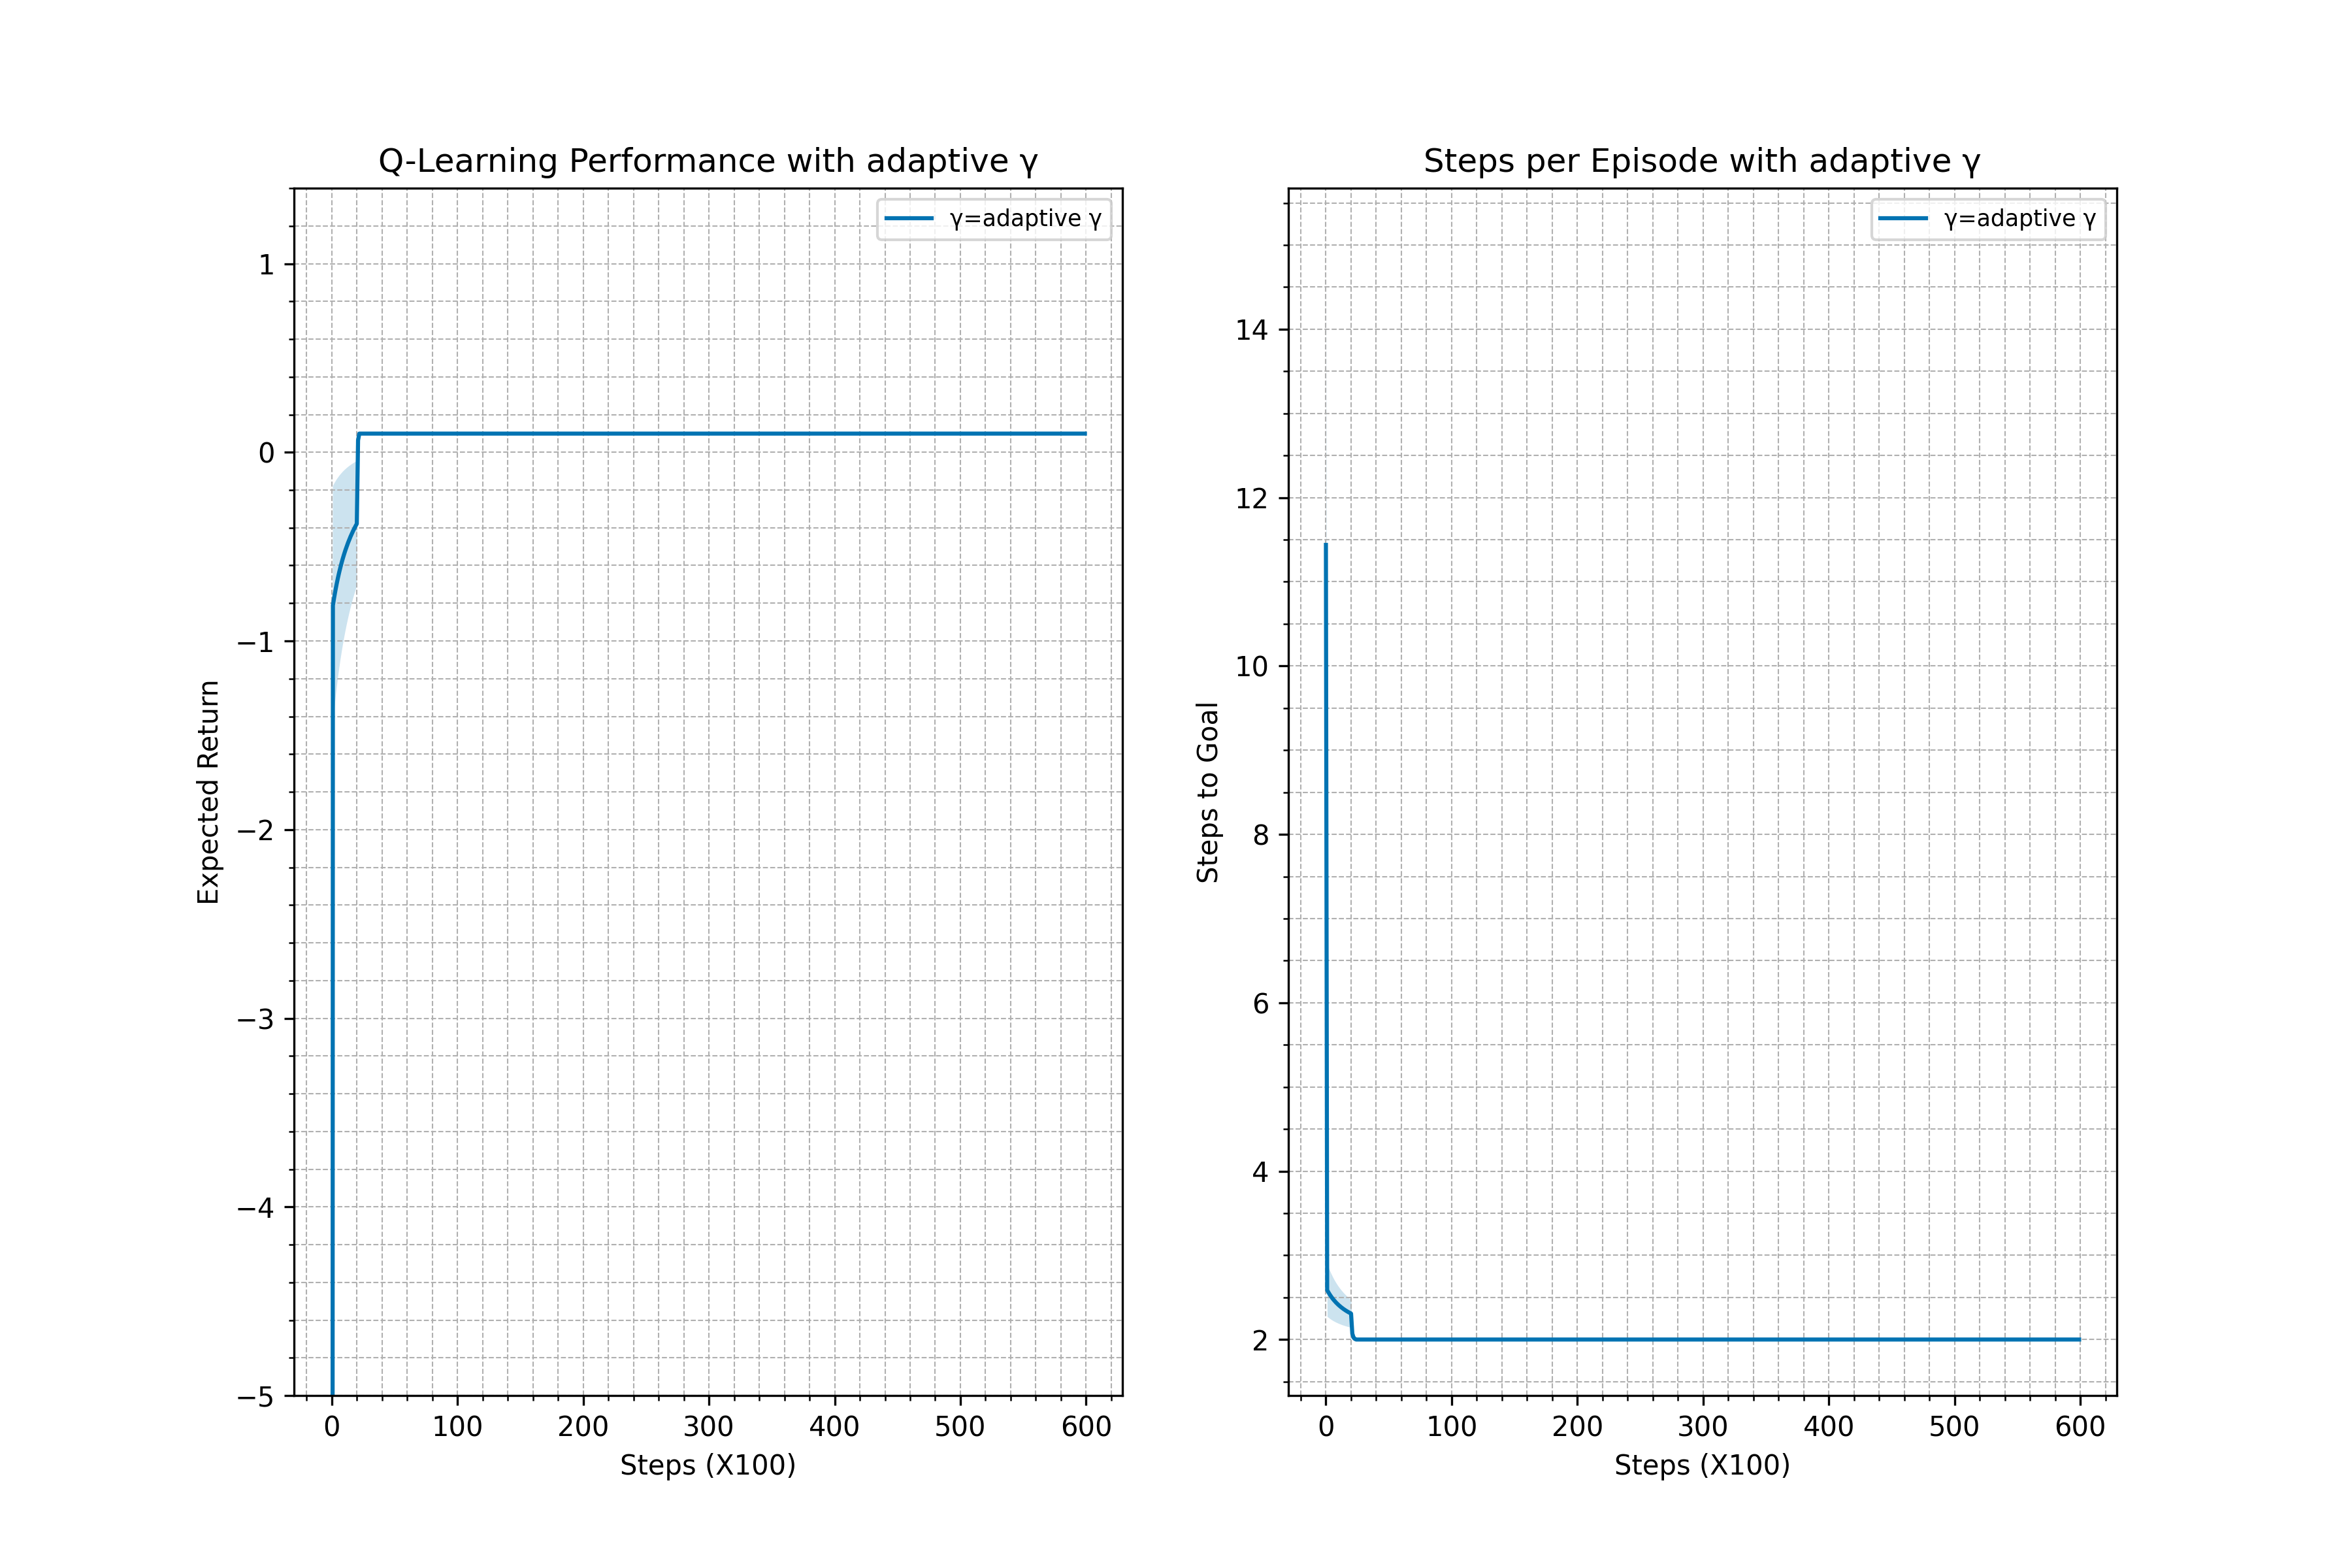 Q-Learning Performance with adaptive γ
γ=adaptive γ
1
0
−1
−2
−3
−4
−5
Expected Return
0 100 200 300 400 500 600
Steps (X100)
Steps per Episode with adaptive γ
γ=adaptive γ
14
12
10
8
6
4
2
Steps to Goal
0 100 200 300 400 500 600
Steps (X100)